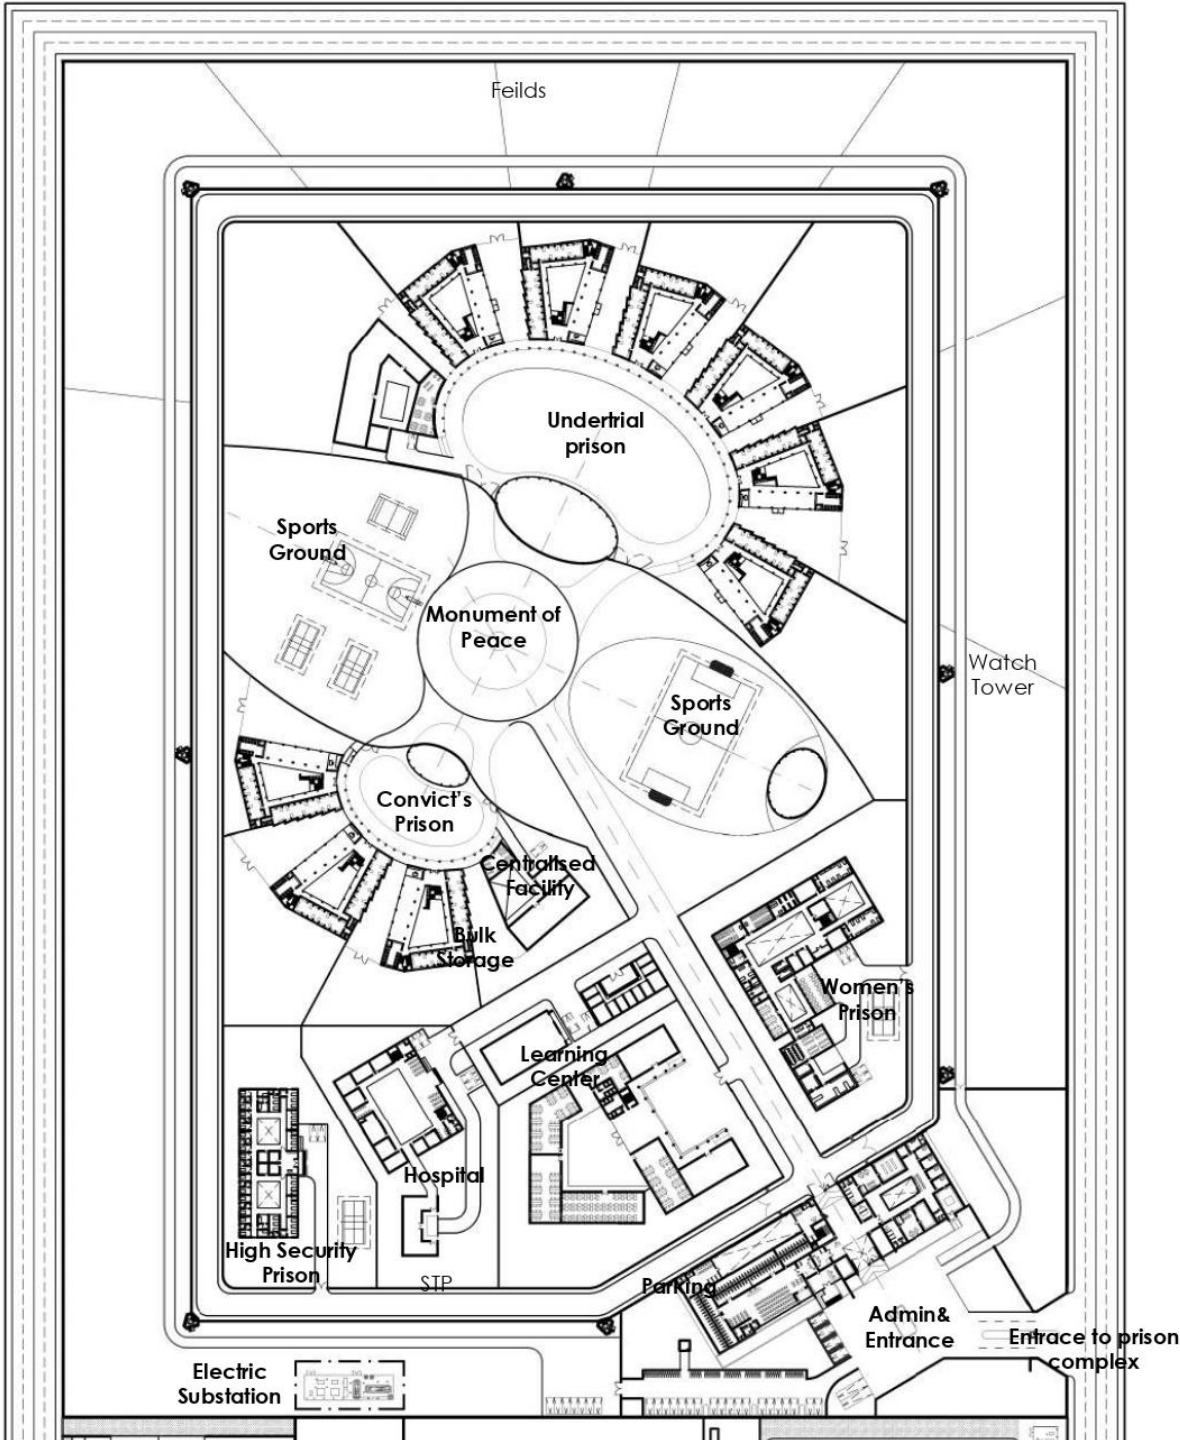 Feilds
Undertrial
prison
Sports
Ground
Monument of
Peace
Watch
Tower
Sports
Ground
Convict's
Prison
Centralised
Facility
Bulk
Storage
Women's
Prison
Learning
Center
Hospital
High Security
Prison
STP
Parking
Admin&
Entrance
Entrace to prison
complex
Electric
Substation